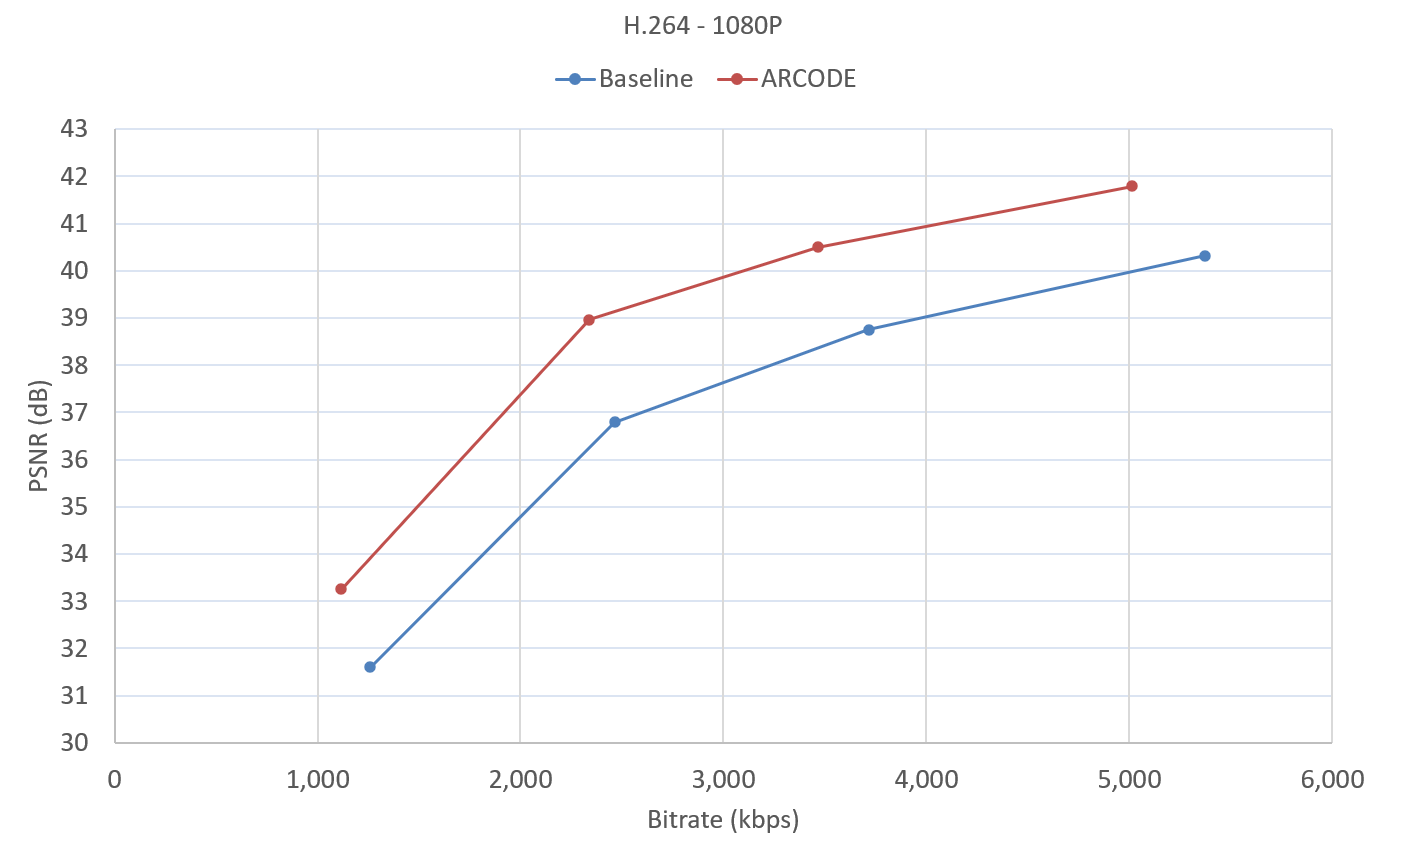 H.264 - 1080P
Baseline ARCODE
43
42
41
40
39
38
37
36
35
34
33
32
31
30
PSNR (dB)
0 1,000 2,000 3,000 4,000 5,000 6,000
Bitrate (kbps)